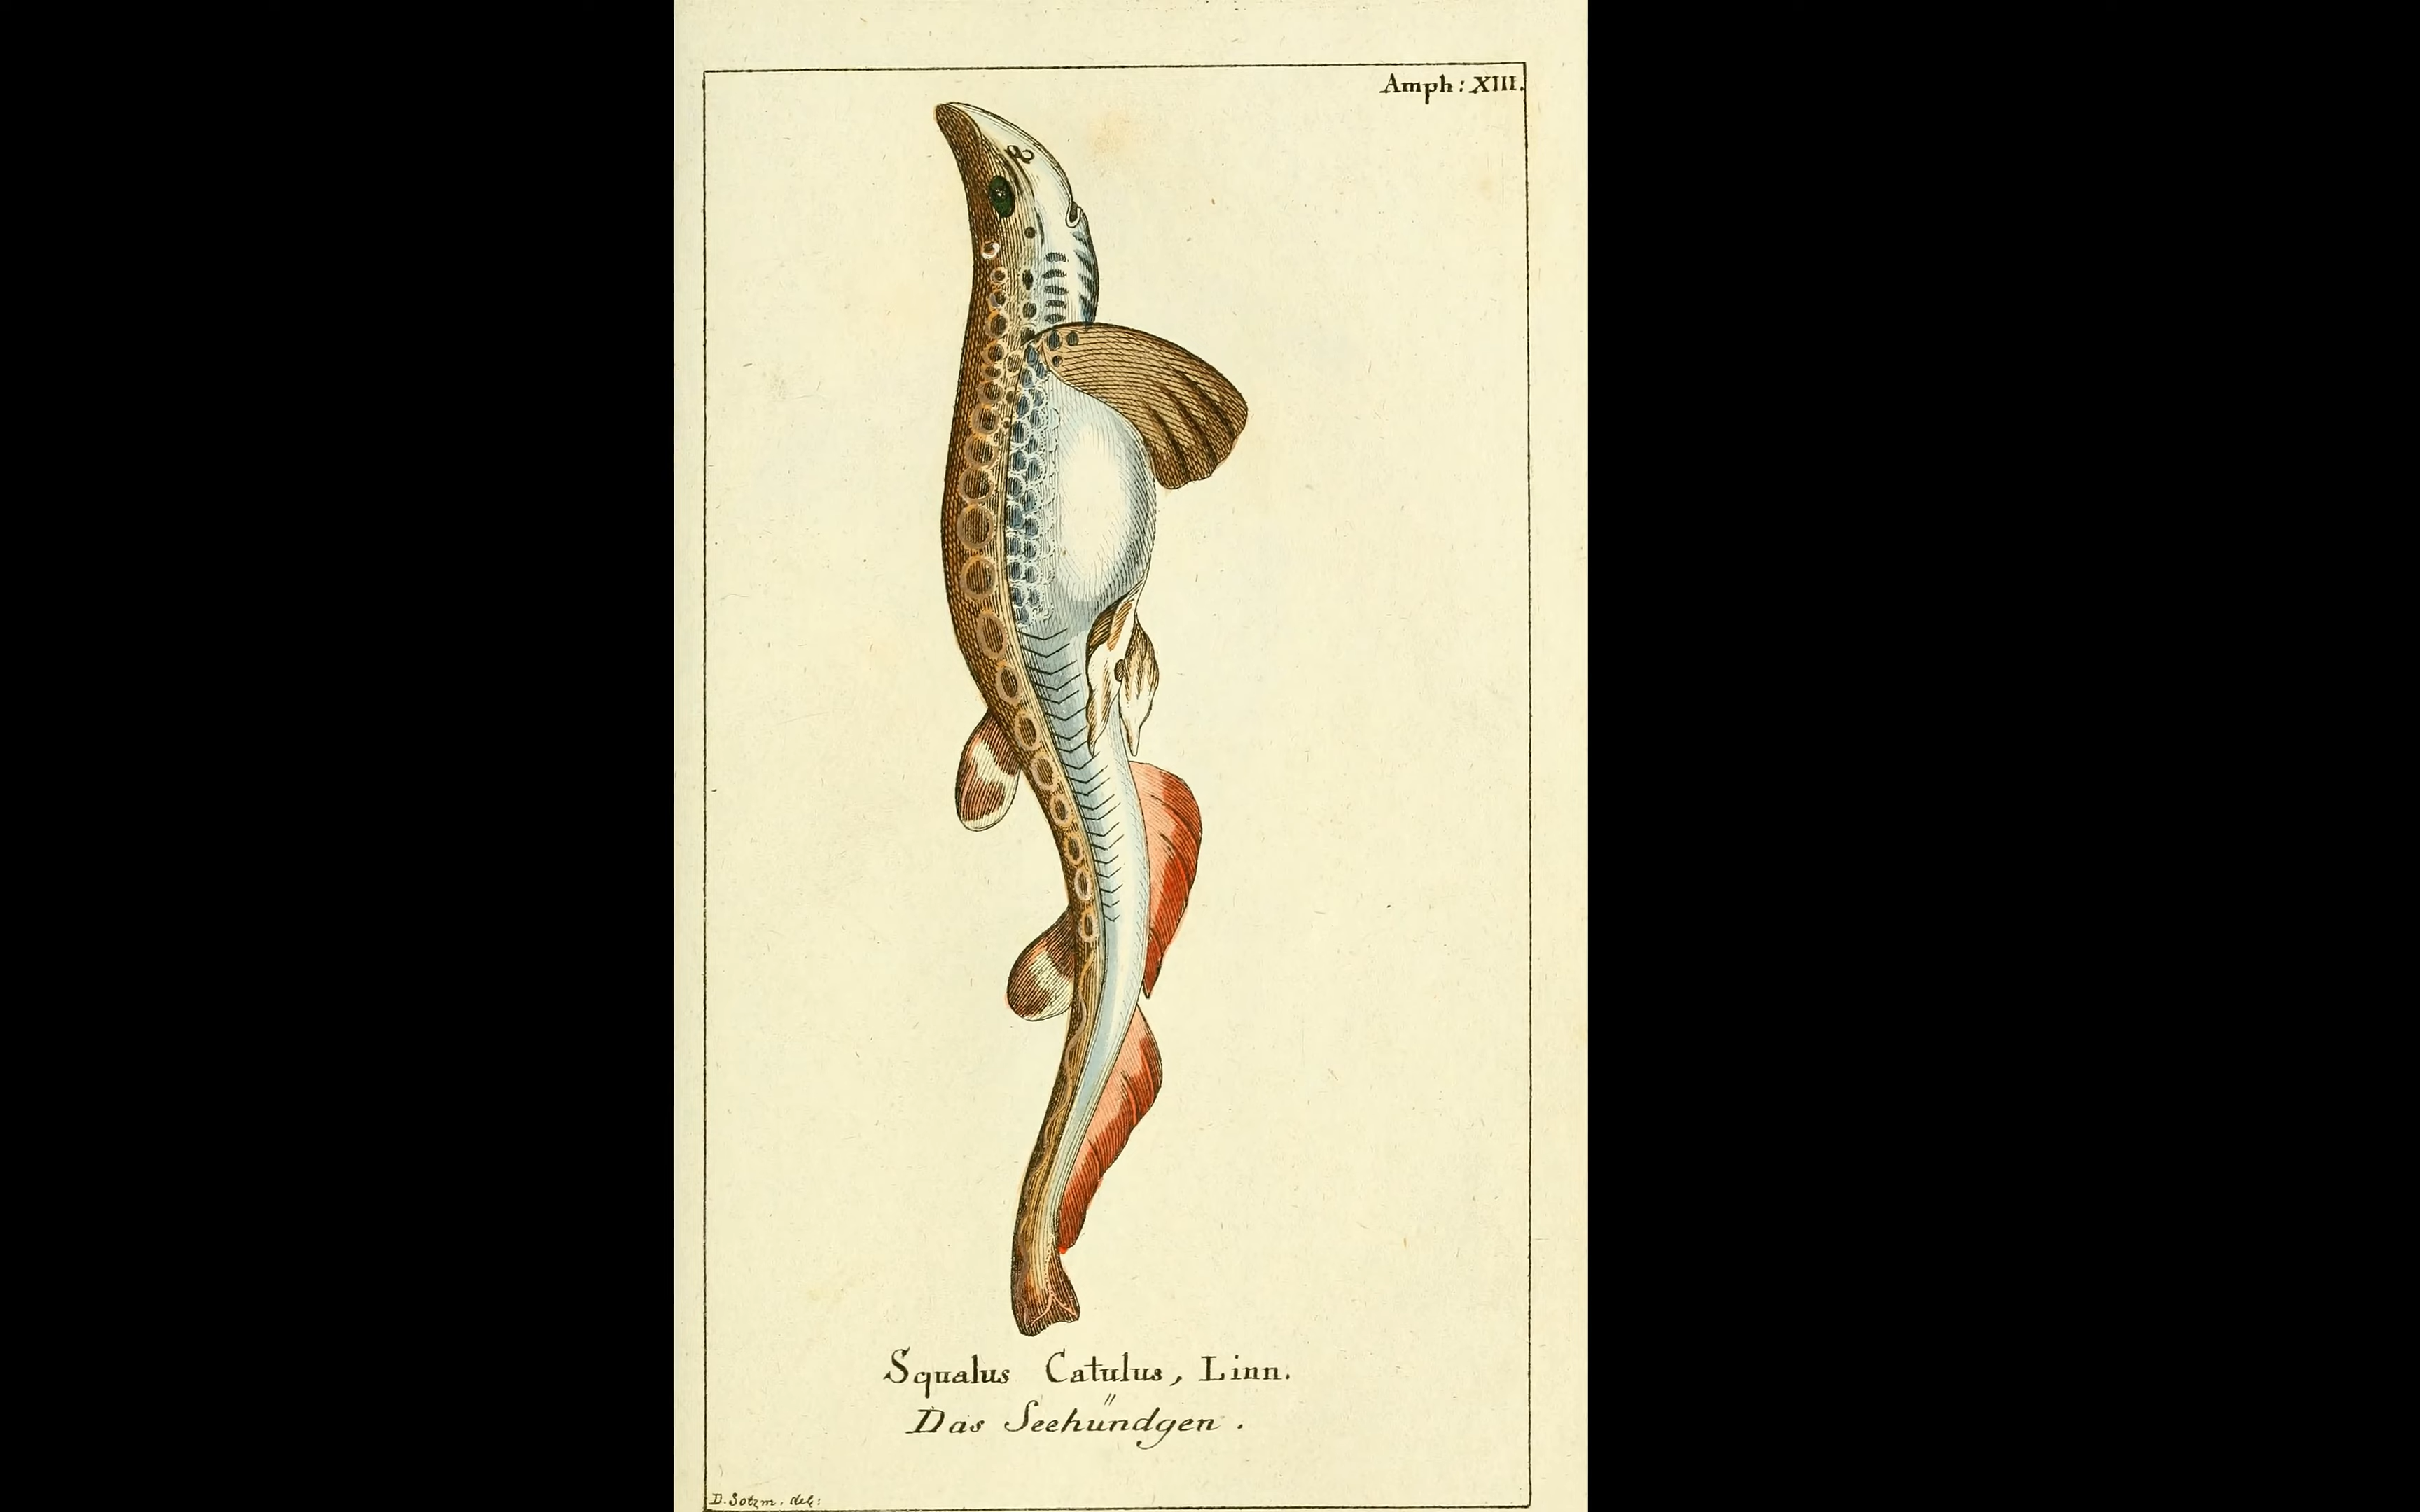 Amph: XIII.
Squalus Catulus, Linn.
Das Seehündgen.
D. Sotzm. del: